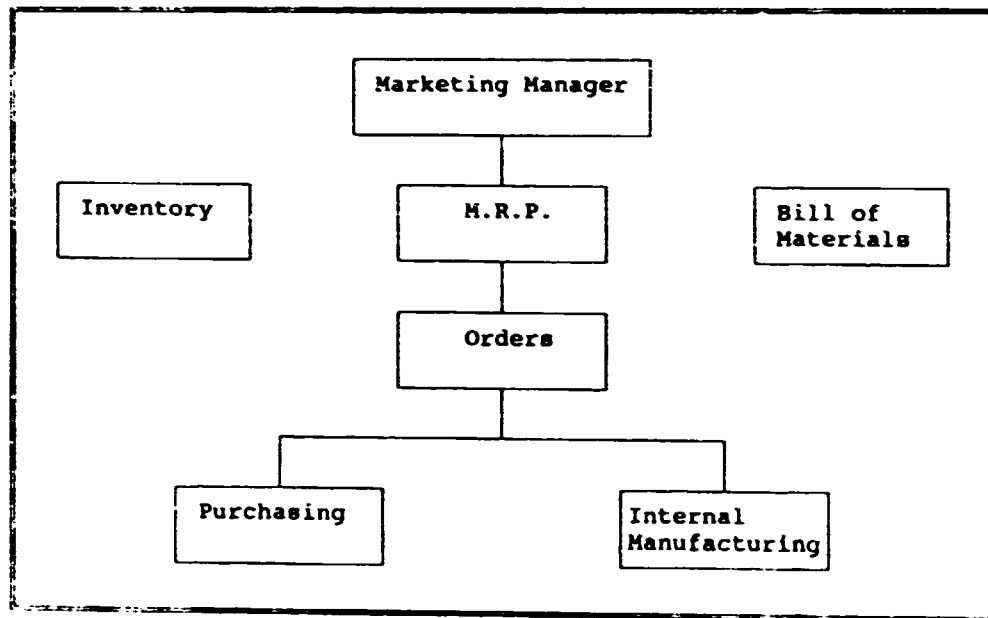 Marketing Manager
Inventory
M.R.P.
Bill of
Materials
Orders
Purchasing
Internal
Manufacturing